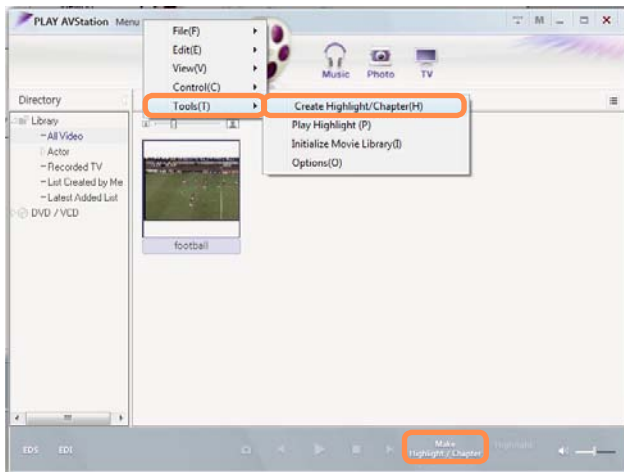 PLAY AVStation Menu
File(F)
Edit(E)
View(V)
Control(C)
Tools(T)
Create Highlight/Chapter(H)
Play Highlight (P)
Initialize Movie Library(I)
Options(O)
Music Photo TV
Directory
Library
All Video
Actor
Recorded TV
List Created by Me
Latest Added List
DVD / VCD
football
EDS EDI
Make
Highlight / Chapter
Highlight